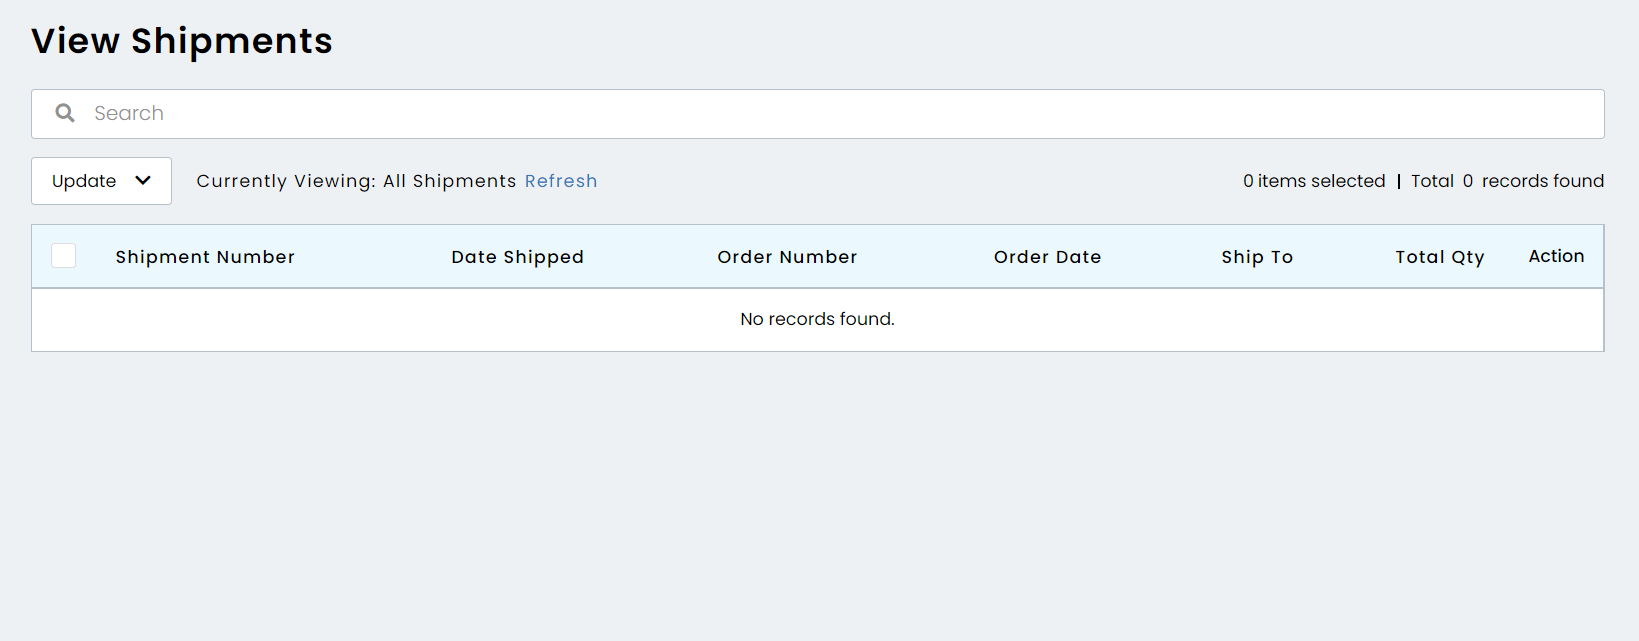 View Shipments
Search
Update Currently Viewing: All Shipments Refresh 0 items selected | Total 0 records found
Shipment Number Date Shipped Order Number Order Date Ship To Total Qty Action
No records found.